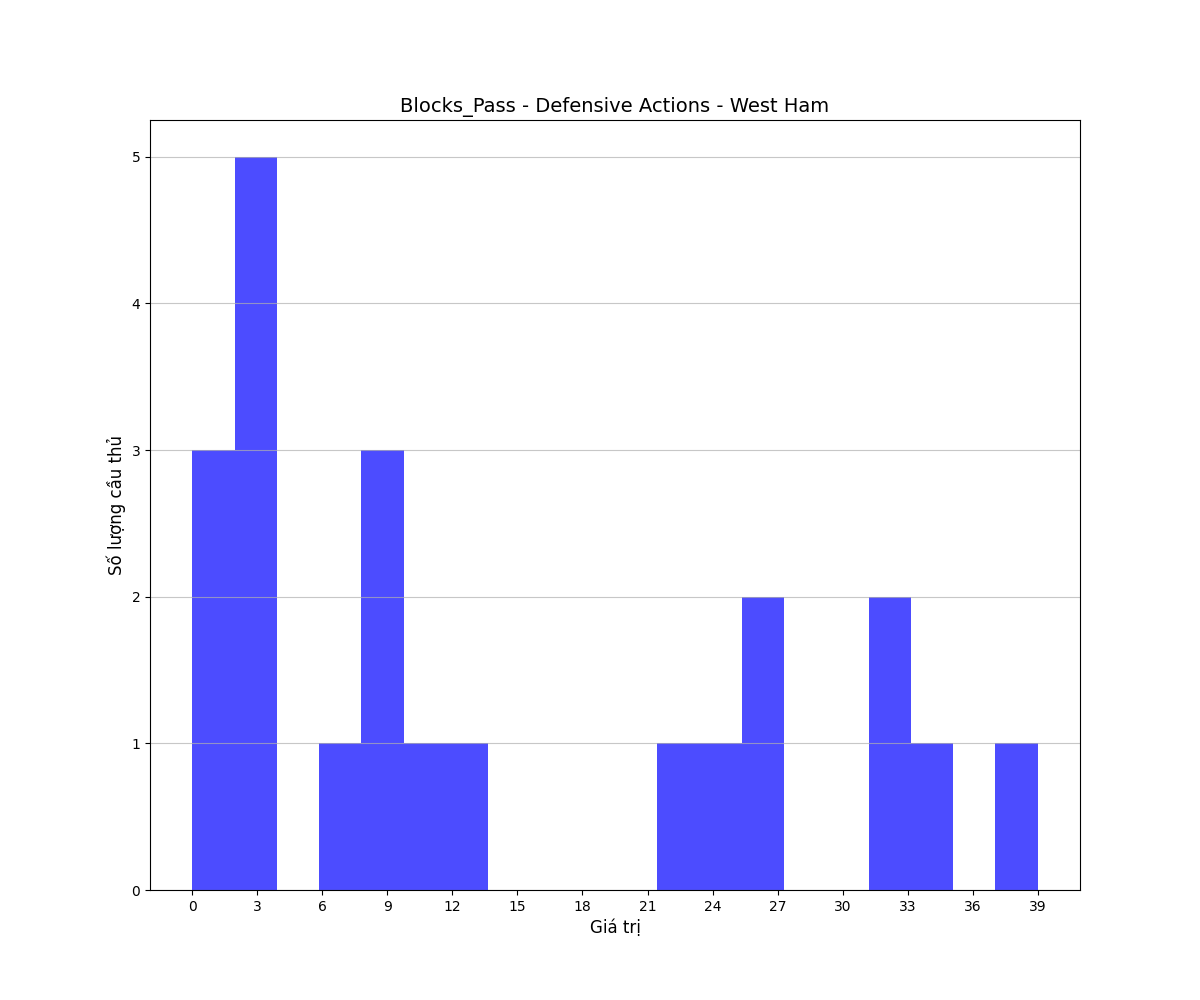 Blocks_Pass - Defensive Actions - West Ham
5
4
3
2
1
0
Số lượng cầu thủ
0 3 6 9 12 15 18 21 24 27 30 33 36 39
Giá trị